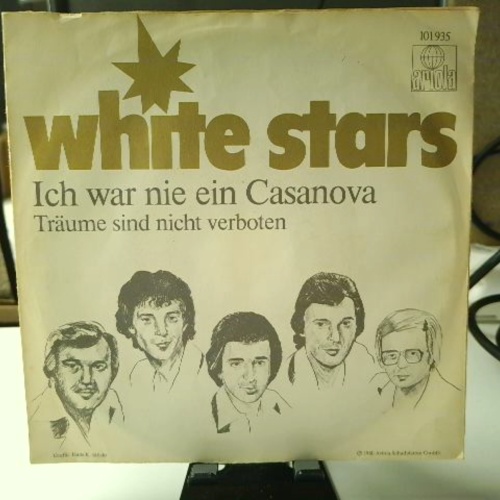 101935
ariola
white stars
Ich war nie ein Casanova
Träume sind nicht verboten